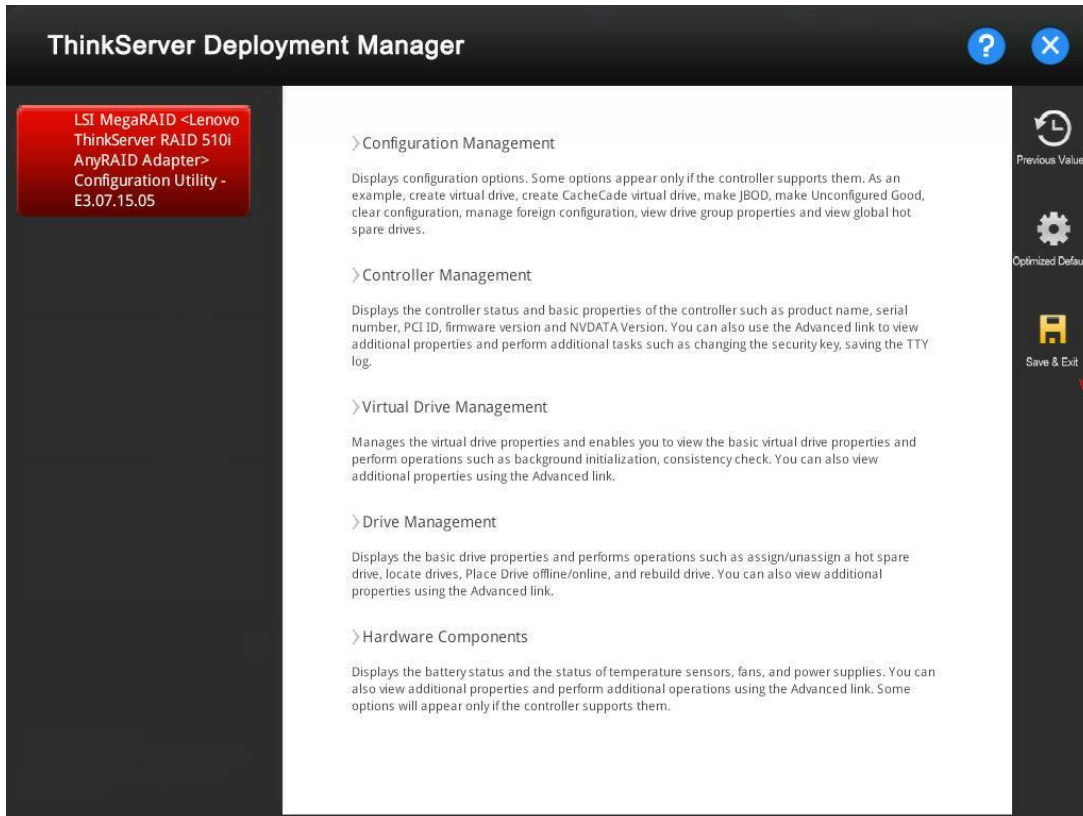 ThinkServer Deployment Manager
?
LSI MegaRAID <Lenovo
ThinkServer RAID 510i
AnyRAID Adapter>
Configuration Utility -
E3.07.15.05
Configuration Management
Displays configuration options. Some options appear only if the controller supports them. As an
example, create virtual drive, create CacheCade virtual drive, make JBOD, make Unconfigured Good,
clear configuration, manage foreign configuration, view drive group properties and view global hot
spare drives.
Controller Management
Displays the controller status and basic properties of the controller such as product name, serial
number, PCI ID, firmware version and NVDATA Version. You can also use the Advanced link to view
additional properties and perform additional tasks such as changing the security key, saving the TTY
log.
Virtual Drive Management
Manages the virtual drive properties and enables you to view the basic virtual drive properties and
perform operations such as background initialization, consistency check. You can also view
additional properties using the Advanced link.
Drive Management
Displays the basic drive properties and performs operations such as assign/unassign a hot spare
drive, locate drives, Place Drive offline/online, and rebuild drive. You can also view additional
properties using the Advanced link.
Hardware Components
Displays the battery status and the status of temperature sensors, fans, and power supplies. You can
also view additional properties and perform additional operations using the Advanced link. Some
options will appear only if the controller supports them.
Previous Value
Optimized Defau
Save & Exit